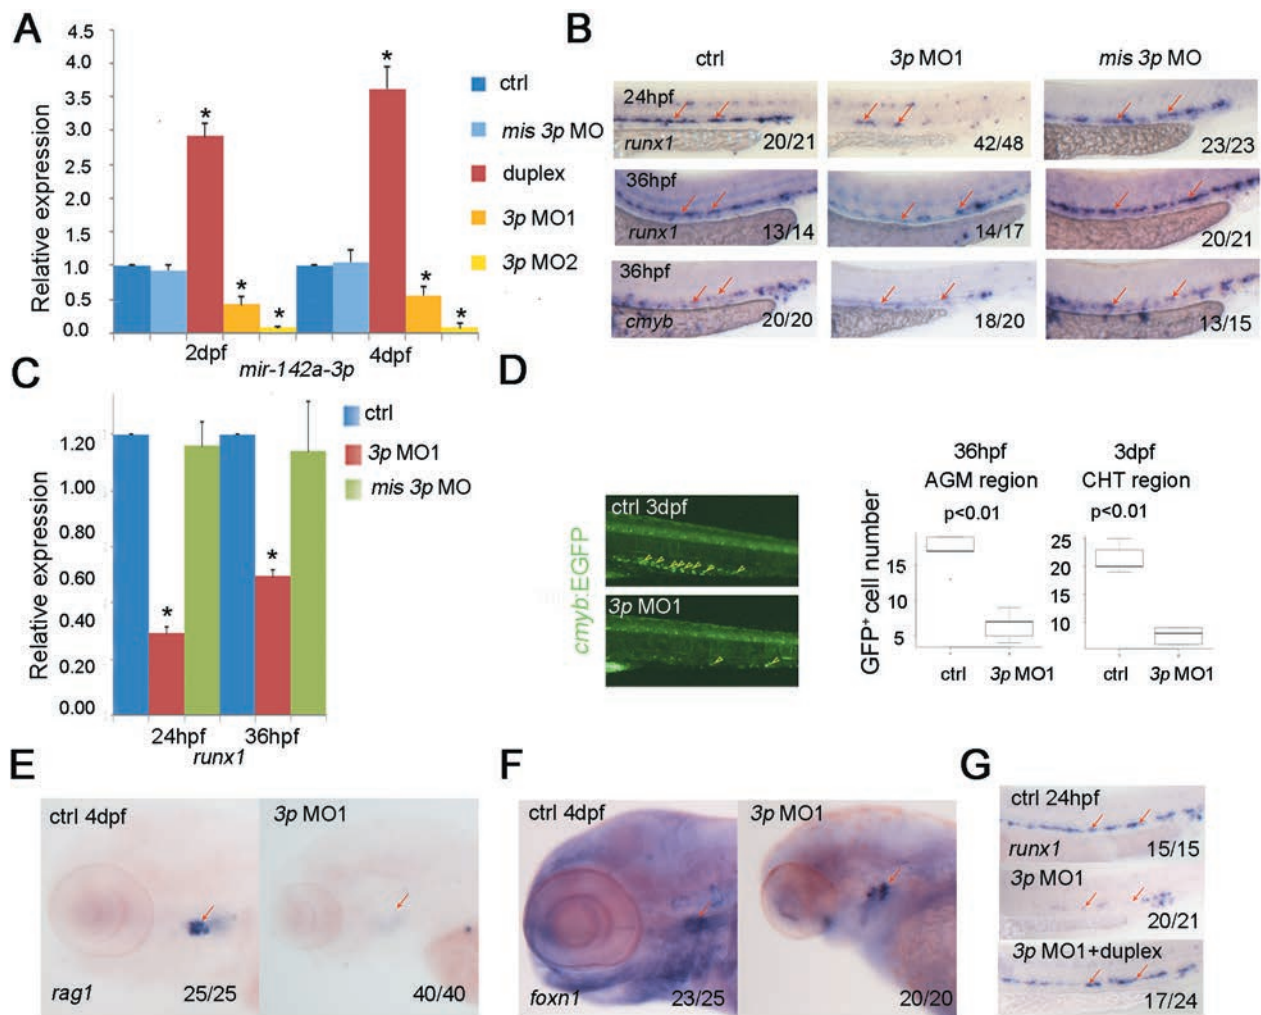 A
4.5
4.0
3.5
3.0
2.5
2.0
1.5
1.0
0.5
0.0
Relative expression
2dpf
4dpf
mir-142a-3p
ctrl
mis 3p MO
duplex
3p MO1
3p MO2
B
ctrl
3p MO1
mis 3p MO
24hpf
runx1
20/21
42/48
23/23
36hpf
runx1
13/14
14/17
20/21
36hpf
cmyb
20/20
18/20
13/15
C
1.20
1.00
0.60
0.40
0.20
0.00
Relative expression
24hpf
36hpf
runx1
ctrl
3p MO1
mis 3p MO
D
cmyb:EGFP
ctrl 3dpf
3p MO1
36hpf
AGM region
p<0.01
GFP+ cell number
15
10
5
ctrl
3p MO1
3dpf
CHT region
p<0.01
25
20
10
ctrl
3p MO1
E
ctrl 4dpf
3p MO1
rag1
25/25
40/40
F
ctrl 4dpf
3p MO1
foxn1
23/25
20/20
G
ctrl 24hpf
runx1
15/15
3p MO1
20/21
3p MO1+duplex
17/24